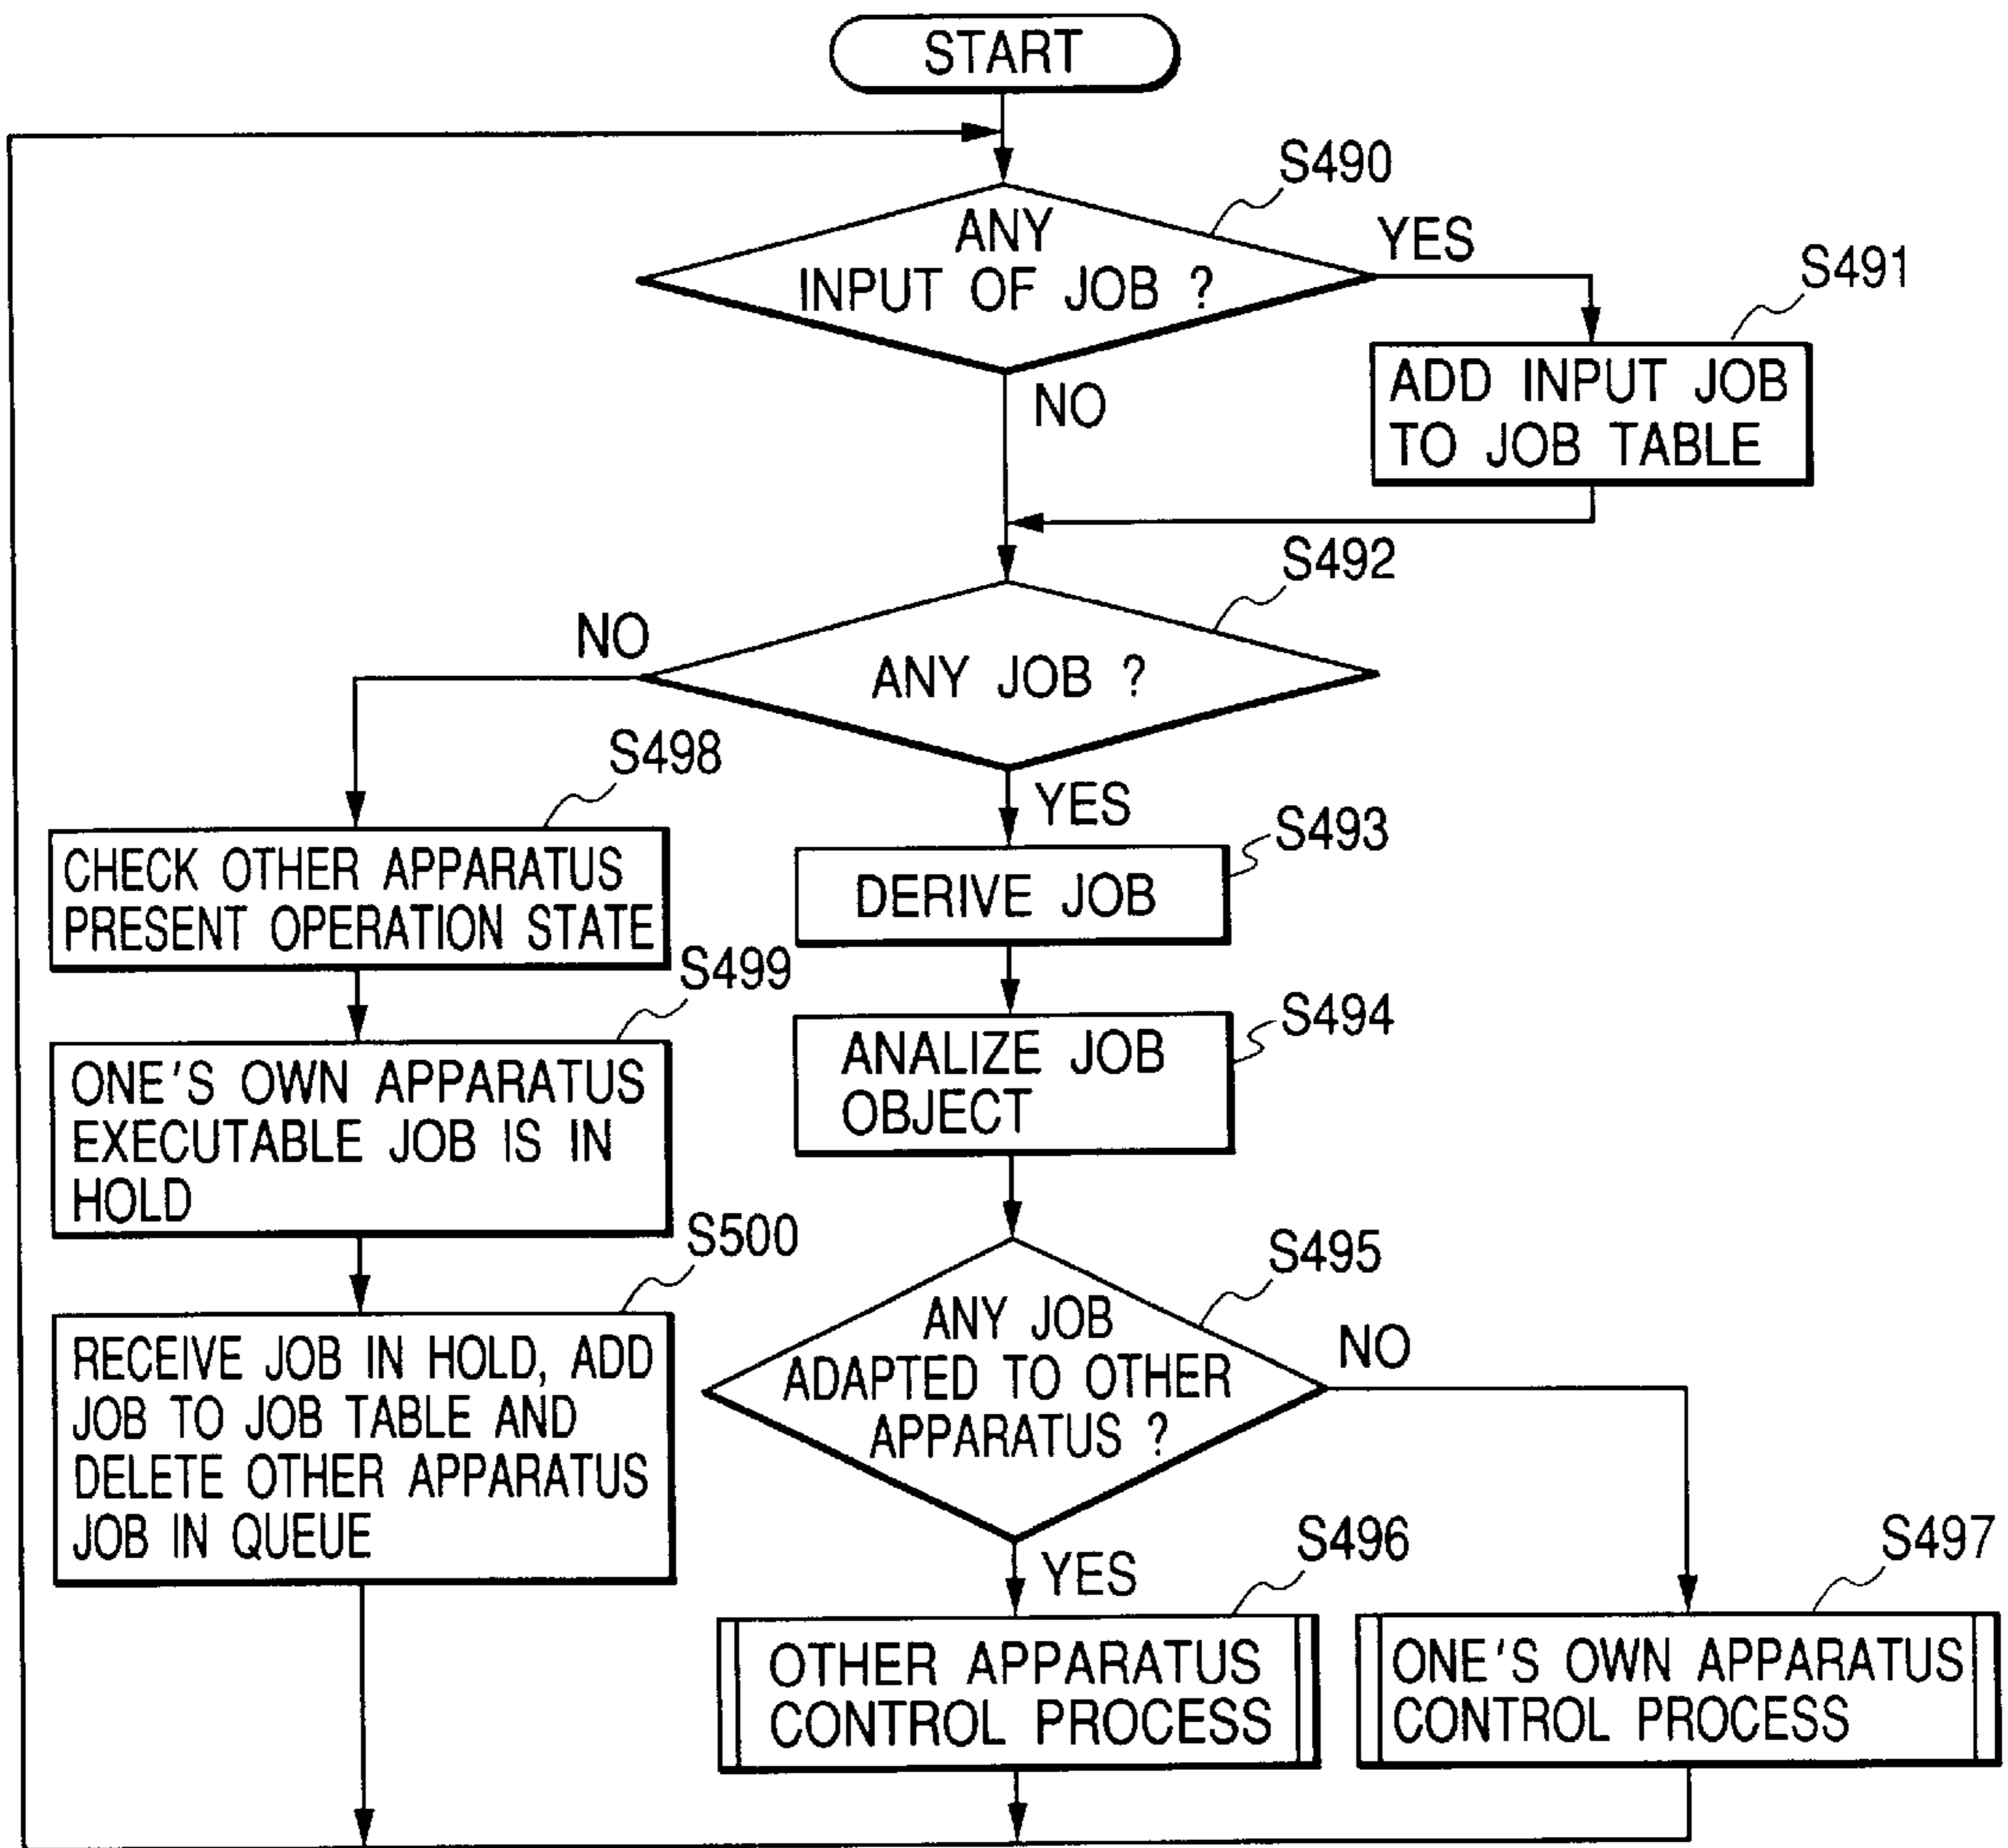 START
S490
ANY
INPUT OF JOB ?
YES
S491
ADD INPUT JOB
TO JOB TABLE
NO
S492
NO
ANY JOB ?
S498
YES
S493
CHECK OTHER APPARATUS
PRESENT OPERATION STATE
DERIVE JOB
S499
S494
ONE'S OWN APPARATUS
EXECUTABLE JOB IS IN
HOLD
ANALIZE JOB
OBJECT
S500
S495
RECEIVE JOB IN HOLD, ADD
JOB TO JOB TABLE AND
DELETE OTHER APPARATUS
JOB IN QUEUE
ANY JOB
ADAPTED TO OTHER
APPARATUS ?
NO
YES
S496
S497
OTHER APPARATUS
CONTROL PROCESS
ONE'S OWN APPARATUS
CONTROL PROCESS